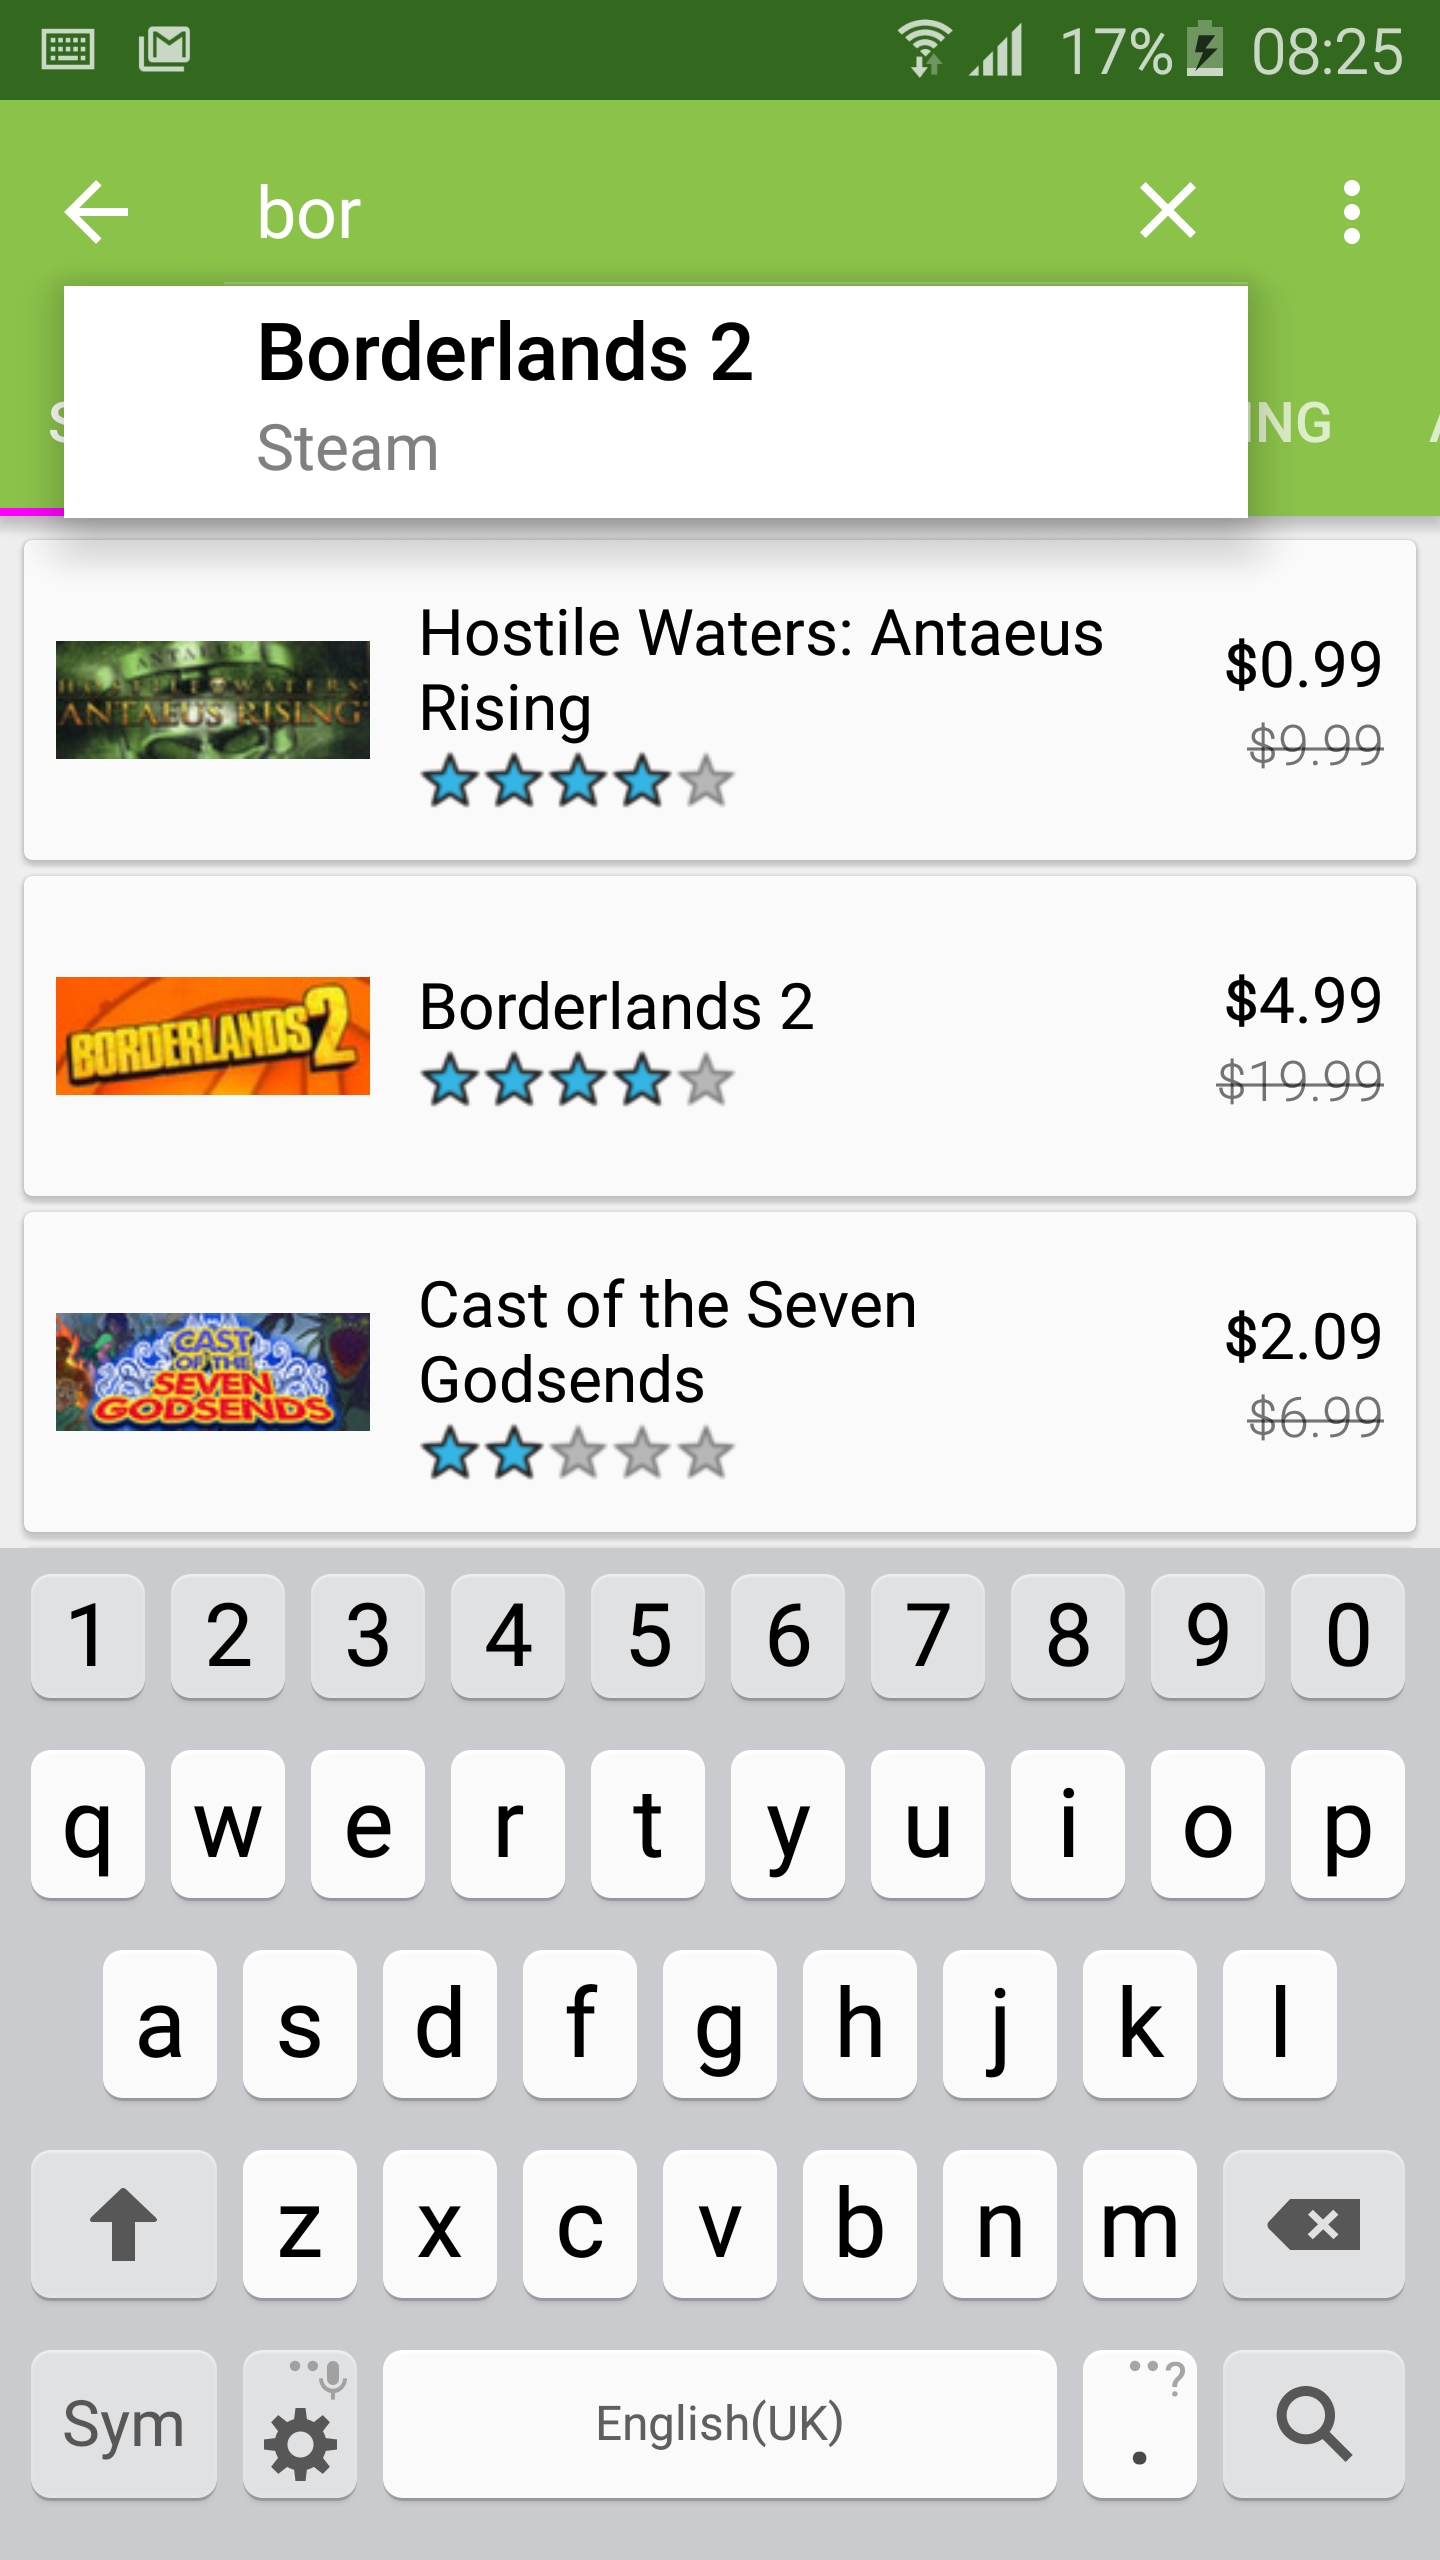 17% 08:25
bor
Borderlands 2
Steam
S
ING
Hostile Waters: Antaeus
Rising
$0.99
$9.99
ANTAEUS
HOSTILE WATERS
ANTAEUS RISING
Borderlands 2
$4.99
$19.99
BORDERLANDS 2
Cast of the Seven
Godsends
$2.09
$6.99
CAST
OF THE
SEVEN
GODSENDS
1 2 3 4 5 6 7 8 9 0
q w e r t y u i o p
a s d f g h j k l
z x c v b n m
Sym English(UK) . ?